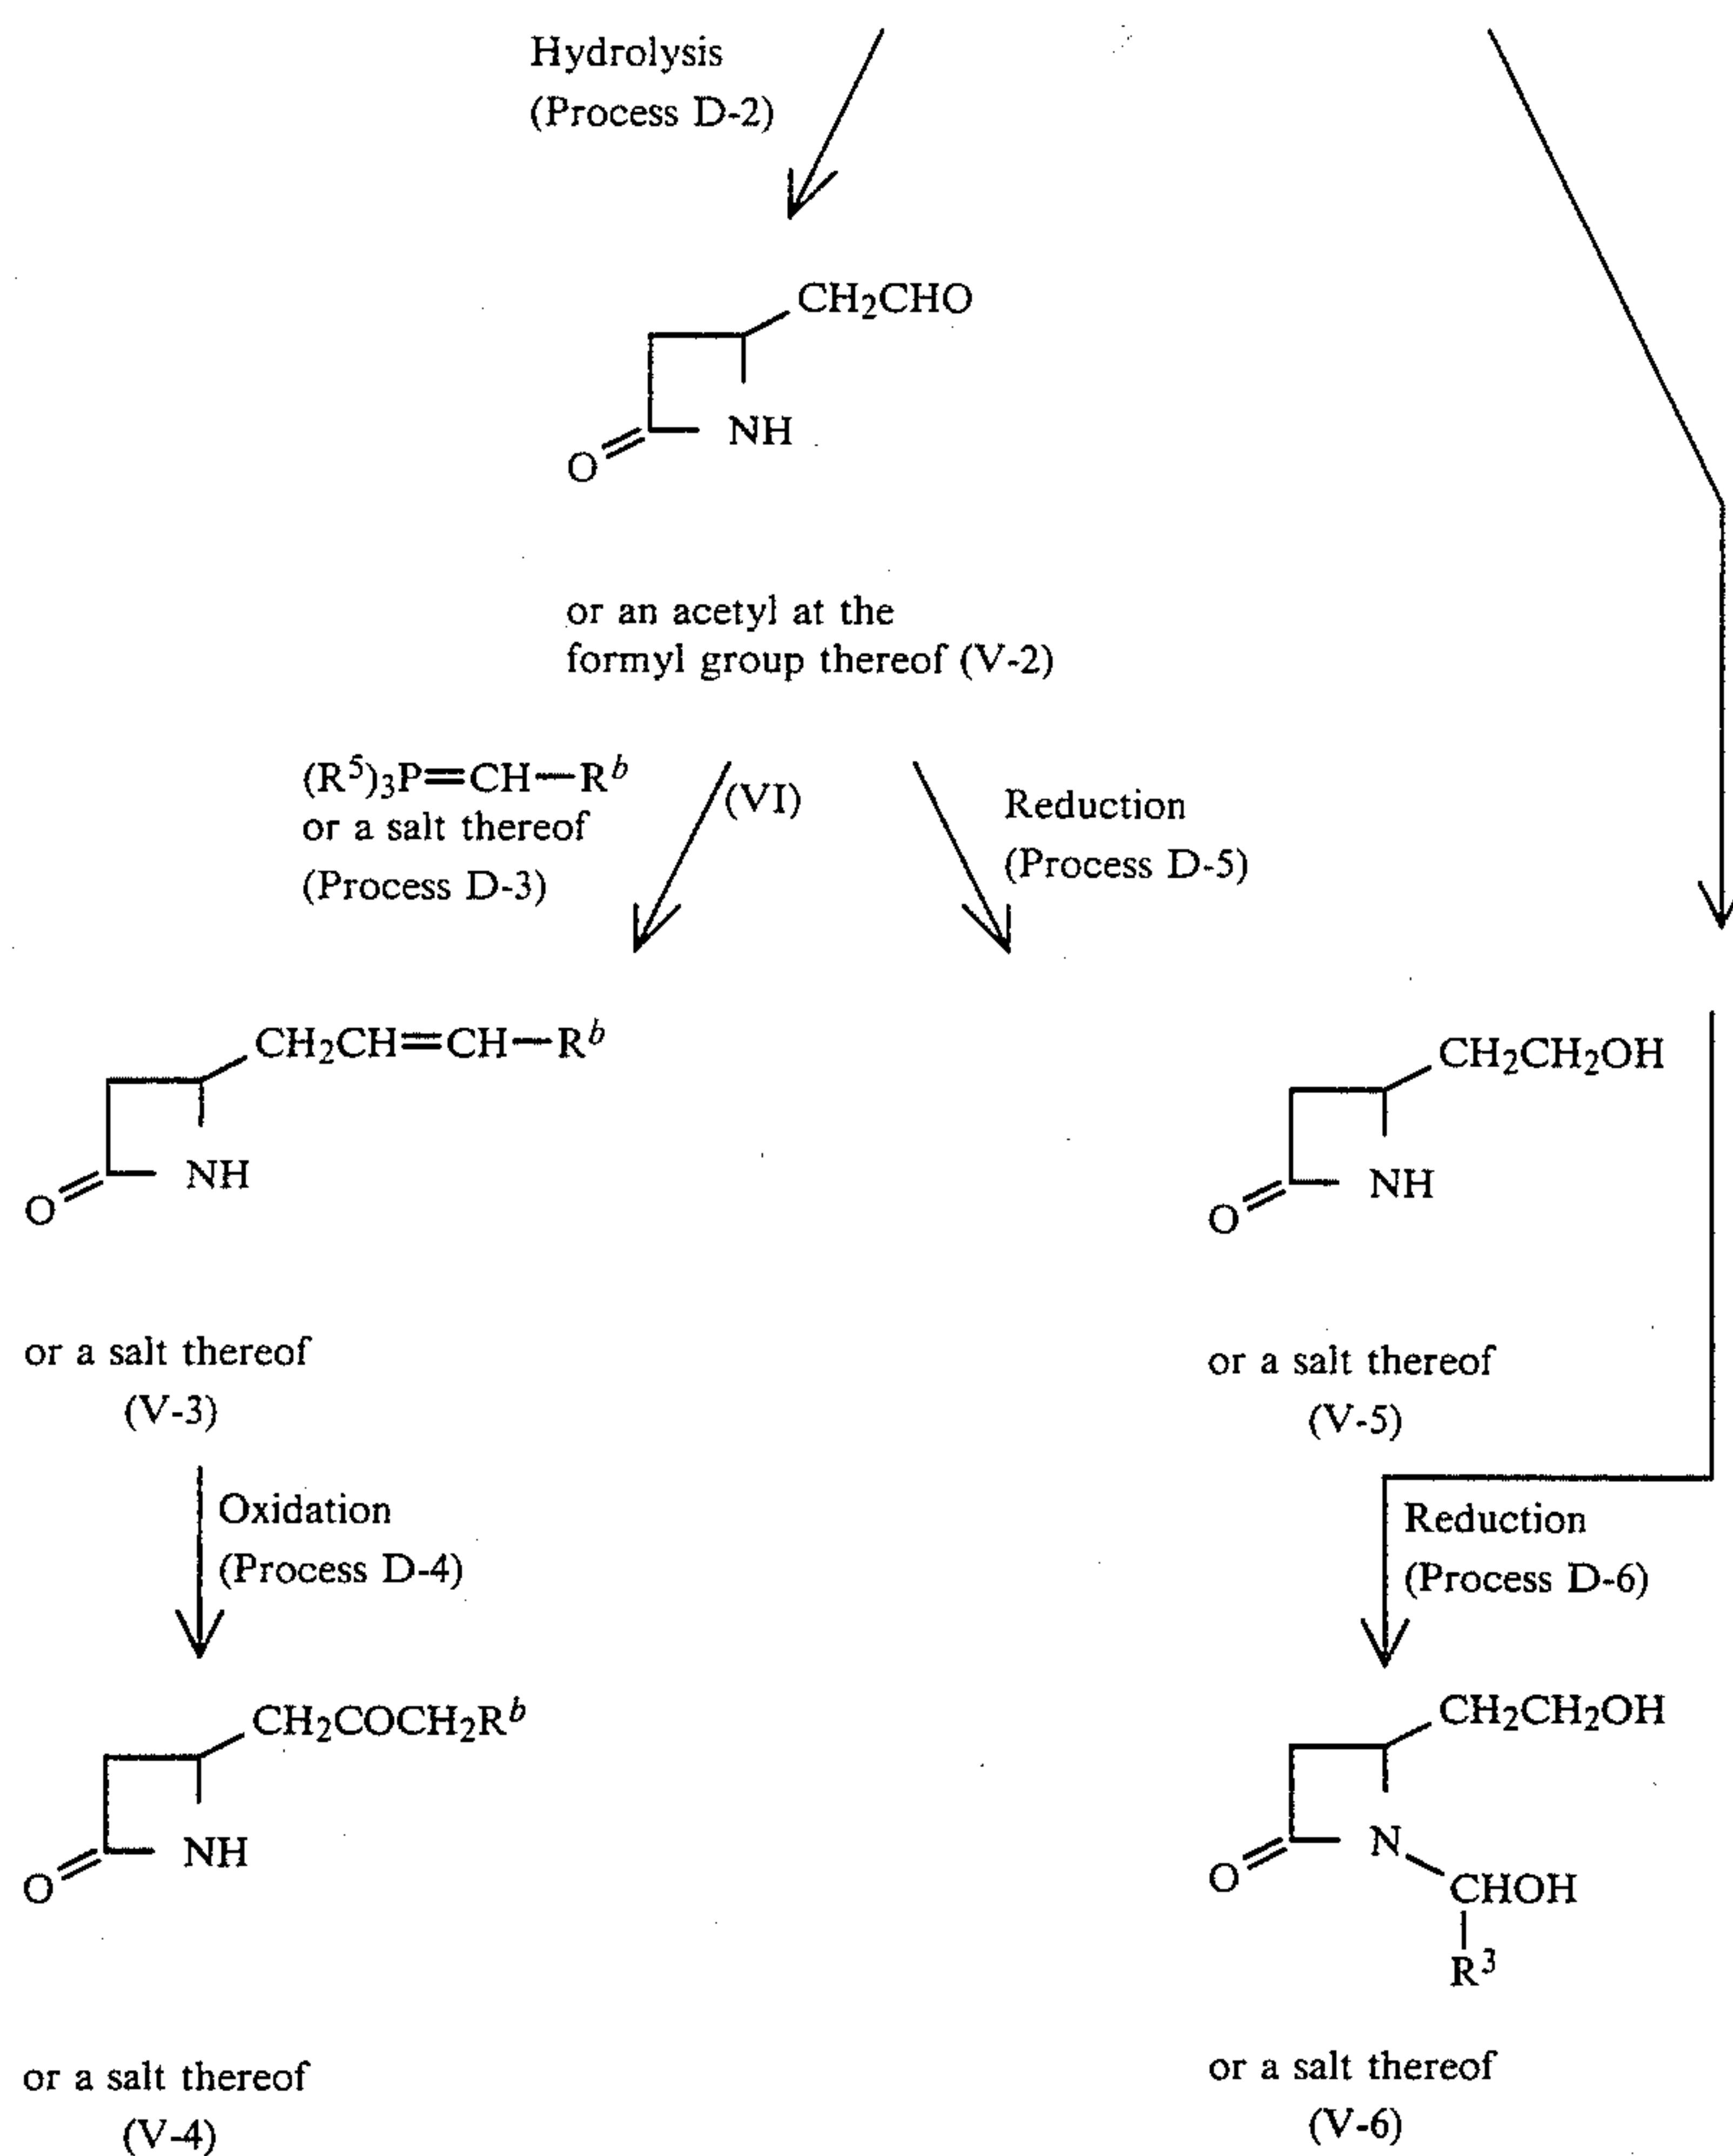 Hydrolysis
(Process D-2)
CH₂CHO
NH
O
or an acetyl at the
formyl group thereof (V-2)
(R⁵)₃P=CH—Rᵇ
or a salt thereof
(Process D-3)
(VI)
Reduction
(Process D-5)
CH₂CH=CH—Rᵇ
NH
O
or a salt thereof
(V-3)
CH₂CH₂OH
NH
O
or a salt thereof
(V-5)
Oxidation
(Process D-4)
Reduction
(Process D-6)
CH₂COCH₂Rᵇ
NH
O
or a salt thereof
(V-4)
CH₂CH₂OH
N
O
CHOH
R³
or a salt thereof
(V-6)